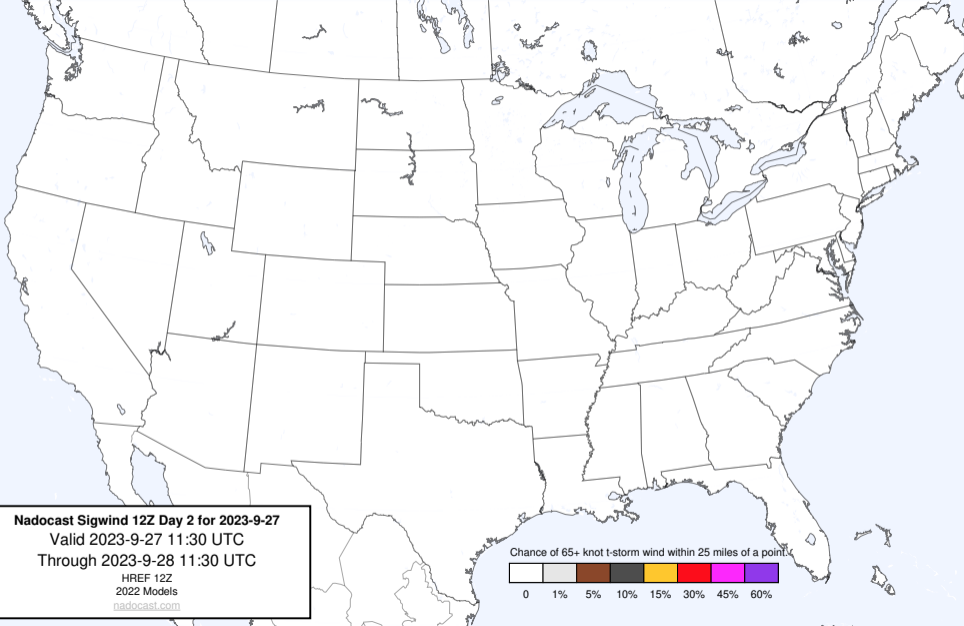 Nadocast Sigwind 12Z Day 2 for 2023-9-27
Valid 2023-9-27 11:30 UTC
Through 2023-9-28 11:30 UTC
HREF 12Z
2022 Models
nadocast.com
Chance of 65+ knot t-storm wind within 25 miles of a point.
0 1% 5% 10% 15% 30% 45% 60%